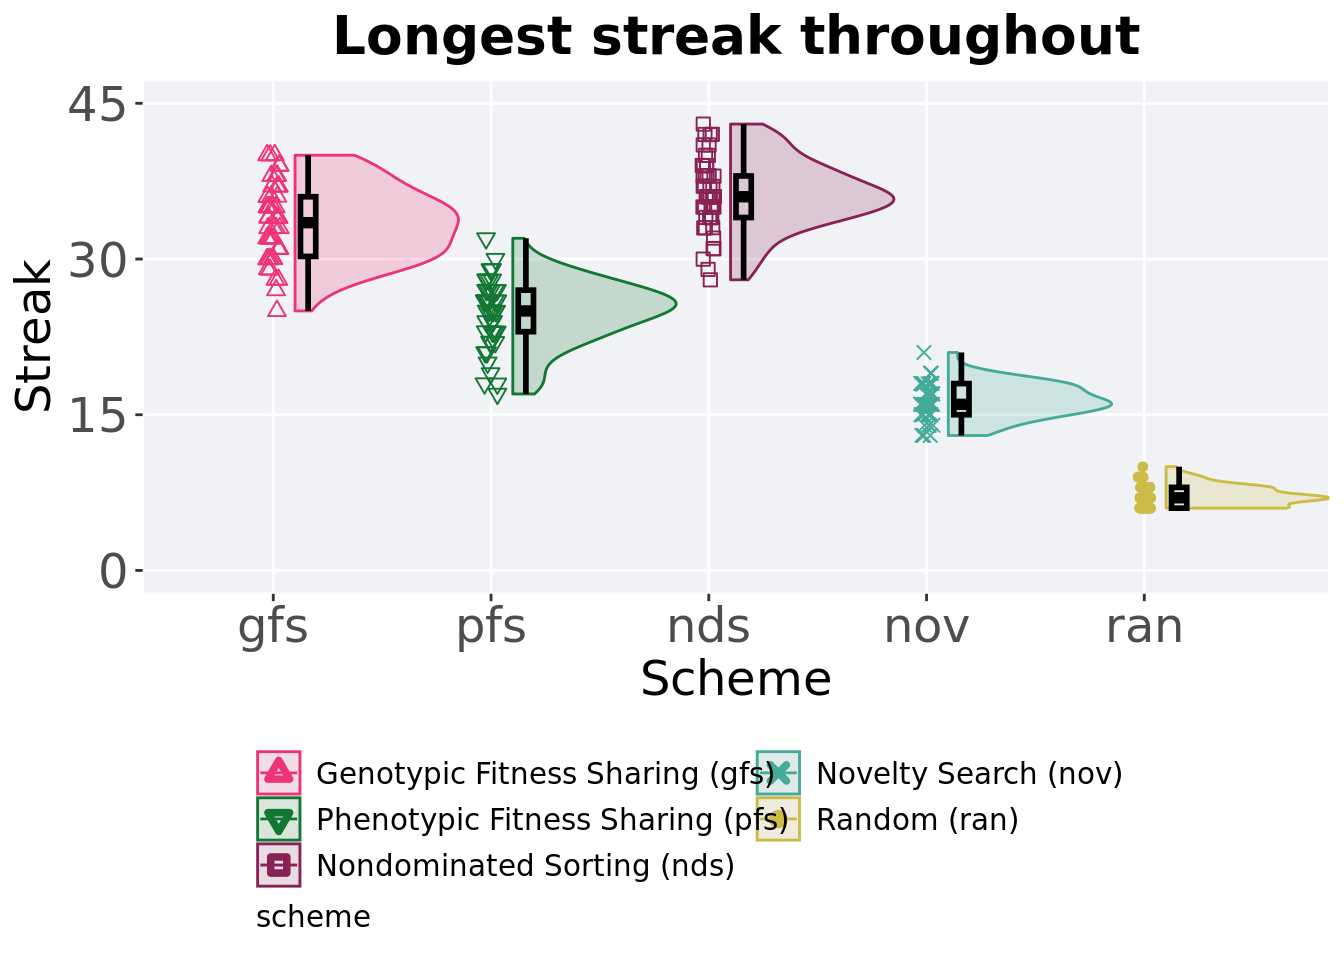 Longest streak throughout
45
30
15
0
Streak
gfs pfs nds nov ran
Scheme
Genotypic Fitness Sharing (gfs) Novelty Search (nov)
Phenotypic Fitness Sharing (pfs) Random (ran)
Nondominated Sorting (nds)
scheme